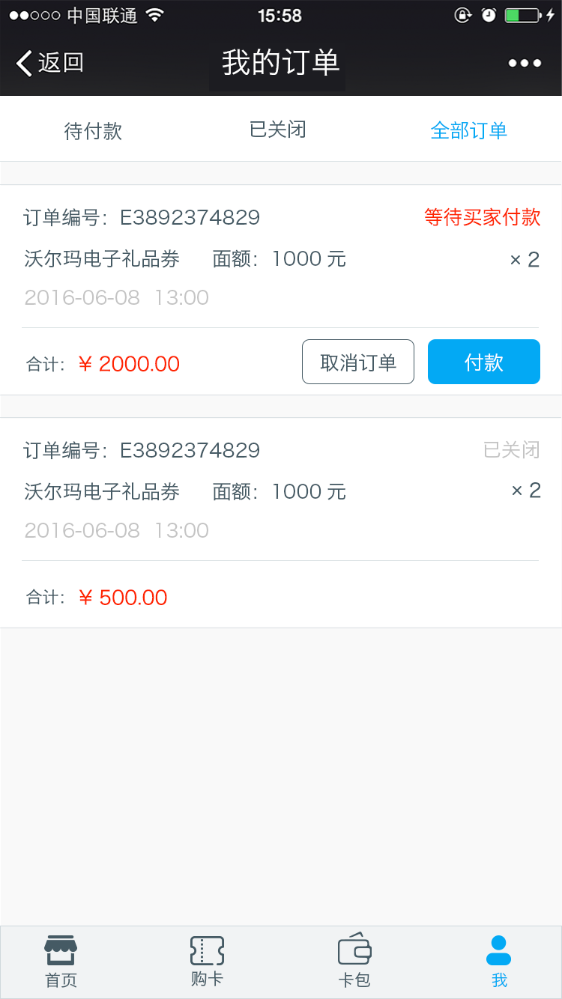 中国联通 15:58
返回 我的订单
待付款 已关闭 全部订单
订单编号：E3892374829 等待买家付款
沃尔玛电子礼品券 面额：1000 元 × 2
2016-06-08 13:00
合计：￥2000.00 取消订单 付款
订单编号：E3892374829 已关闭
沃尔玛电子礼品券 面额：1000 元 × 2
2016-06-08 13:00
合计：￥500.00
首页 购卡 卡包 我